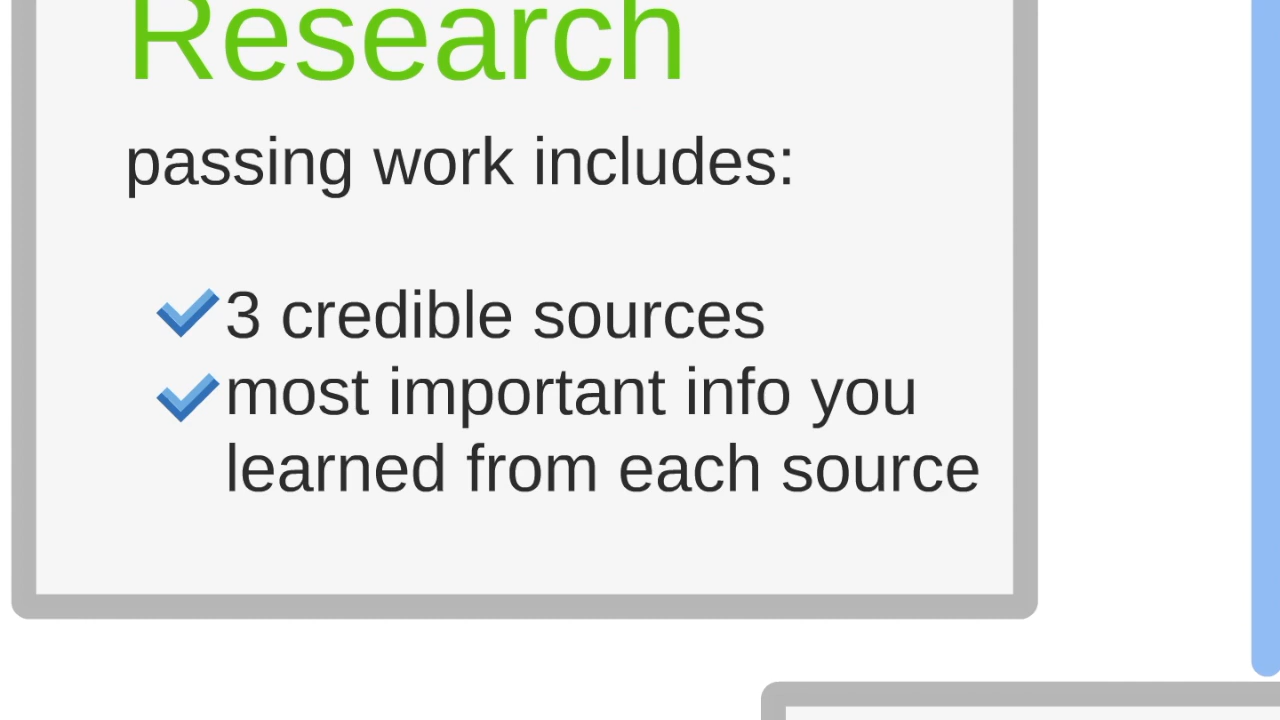 Research
passing work includes:
3 credible sources
most important info you
learned from each source